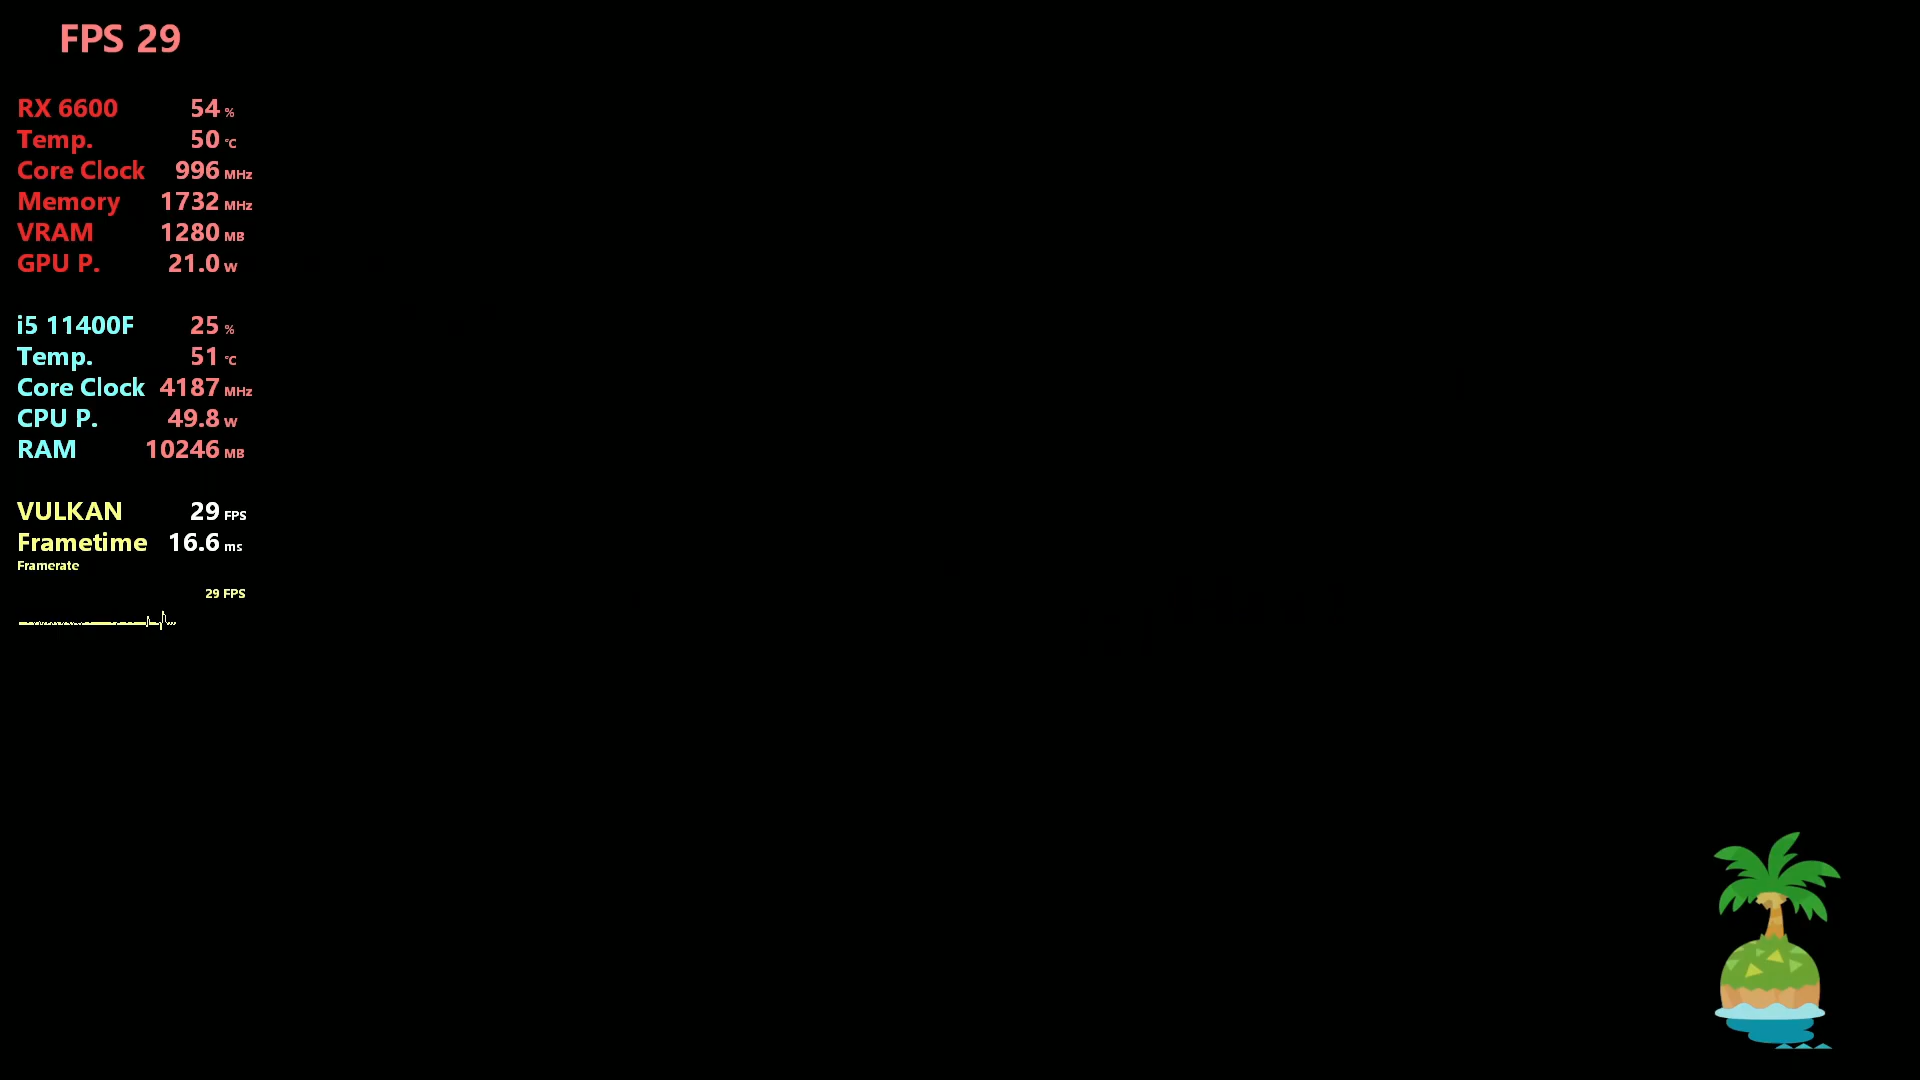 FPS 29
RX 6600 54 %
Temp. 50 °C
Core Clock 996 MHz
Memory 1732 MHz
VRAM 1280 MB
GPU P. 21.0 W
i5 11400F 25 %
Temp. 51 °C
Core Clock 4187 MHz
CPU P. 49.8 W
RAM 10246 MB
VULKAN 29 FPS
Frametime 16.6 ms
Framerate
29 FPS